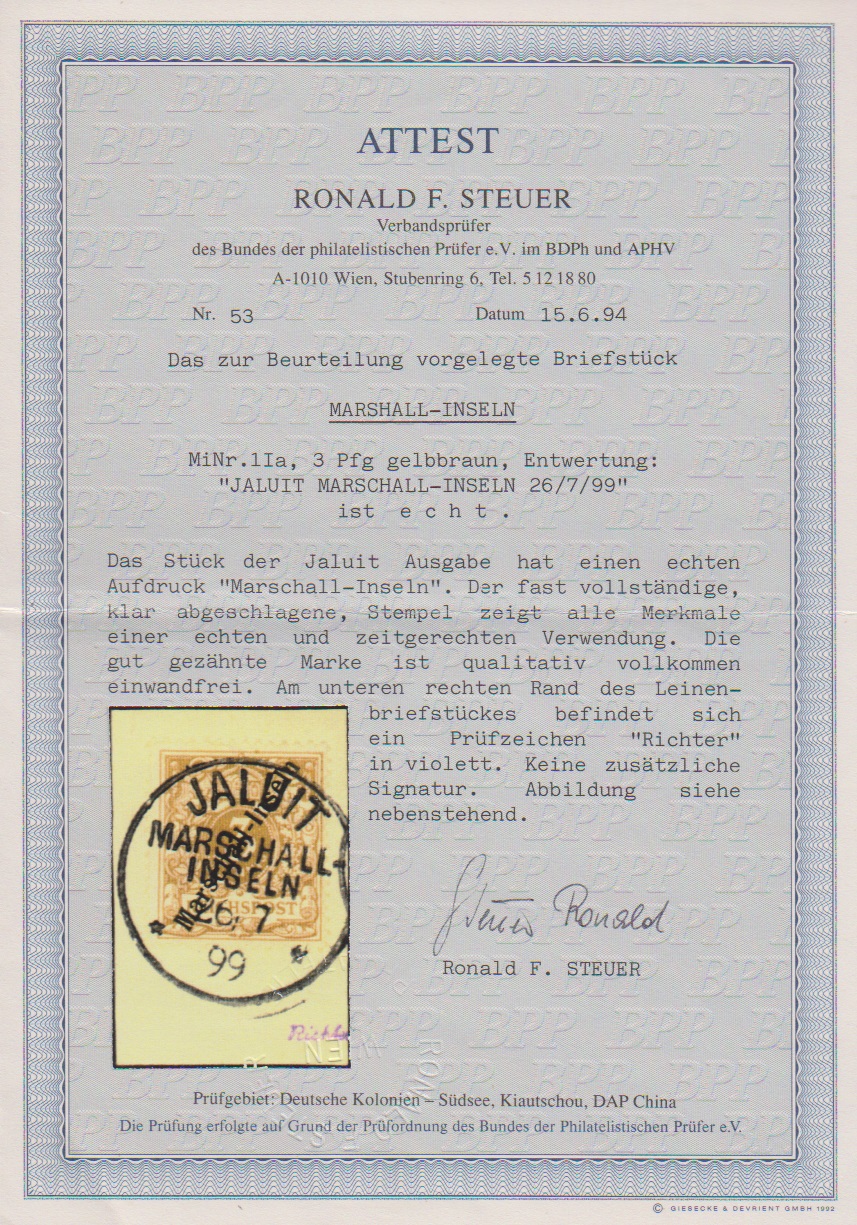 ATTEST
RONALD F. STEUER
Verbandsprüfer
des Bundes der philatelistischen Prüfer e.V. im BDPh und APHV
A-1010 Wien, Stubenring 6, Tel. 5 12 18 80
Nr. 53 Datum 15.6.94
Das zur Beurteilung vorgelegte Briefstück
MARSHALL-INSELN
MiNr.1Ia, 3 Pfg gelbbraun, Entwertung:
"JALUIT MARSCHALL-INSELN 26/7/99"
ist e c h t .
Das Stück der Jaluit Ausgabe hat einen echten
Aufdruck "Marschall-Inseln". Der fast vollständige,
klar abgeschlagene, Stempel zeigt alle Merkmale
einer echten und zeitgerechten Verwendung. Die
gut gezähnte Marke ist qualitativ vollkommen
einwandfrei. Am unteren rechten Rand des Leinen-
briefstückes befindet sich
ein Prüfzeichen "Richter"
in violett. Keine zusätzliche
Signatur. Abbildung siehe
nebenstehend.
JALUIT
MARSCHALL-
INSELN
26/7
99
Steuer Ronald
Ronald F. STEUER
Prüfgebiet: Deutsche Kolonien – Südsee, Kiautschou, DAP China
Die Prüfung erfolgte auf Grund der Prüfordnung des Bundes der Philatelistischen Prüfer e.V.
© GIESECKE & DEVRIENT GMBH 1992